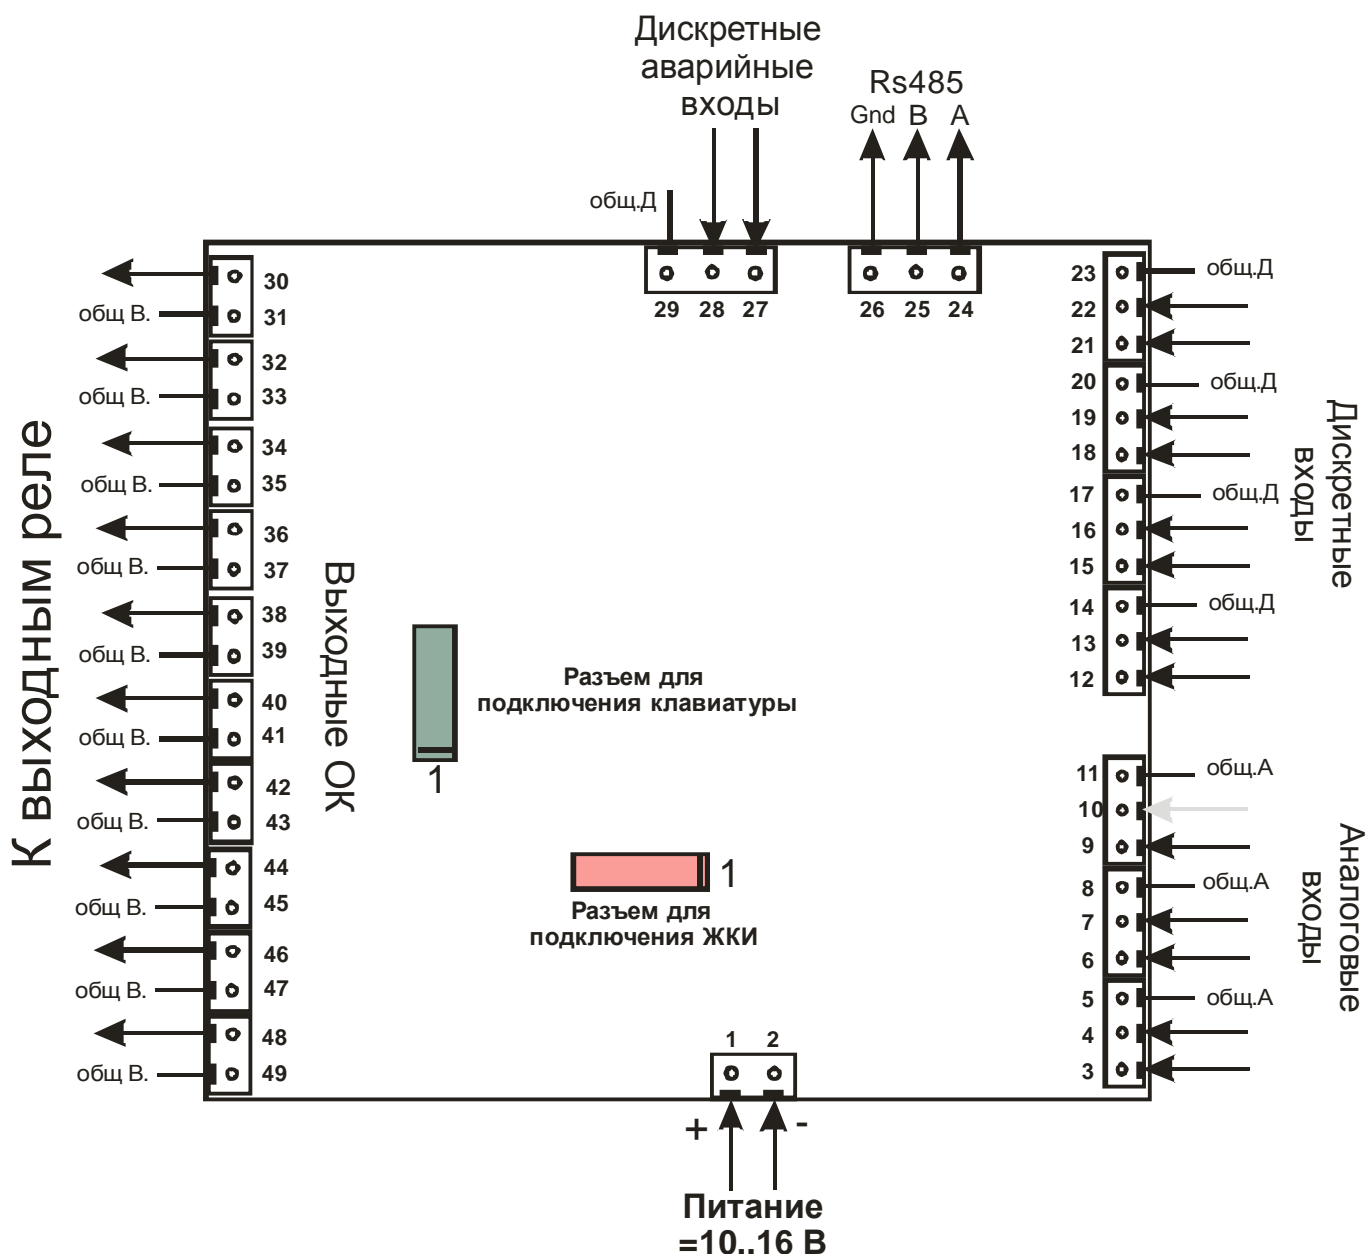 Дискретные
аварийные
входы
Rs485
Gnd B A
общ.Д
29 28 27
26 25 24
К выходным реле
30
общ В. 31
32
общ В. 33
34
общ В. 35
36
общ В. 37
38
общ В. 39
40
общ В. 41
42
общ В. 43
44
общ В. 45
46
общ В. 47
48
общ В. 49
Выходные ОК
Разъем для
подключения клавиатуры
1
1
Разъем для
подключения ЖКИ
23 общ.Д
22
21
20 общ.Д
19
18
17 общ.Д
16
15
14 общ.Д
13
12
Дискретные
входы
11 общ.А
10
9
8 общ.А
7
6
5 общ.А
4
3
Аналоговые
входы
1 2
+ -
Питание
=10..16 В